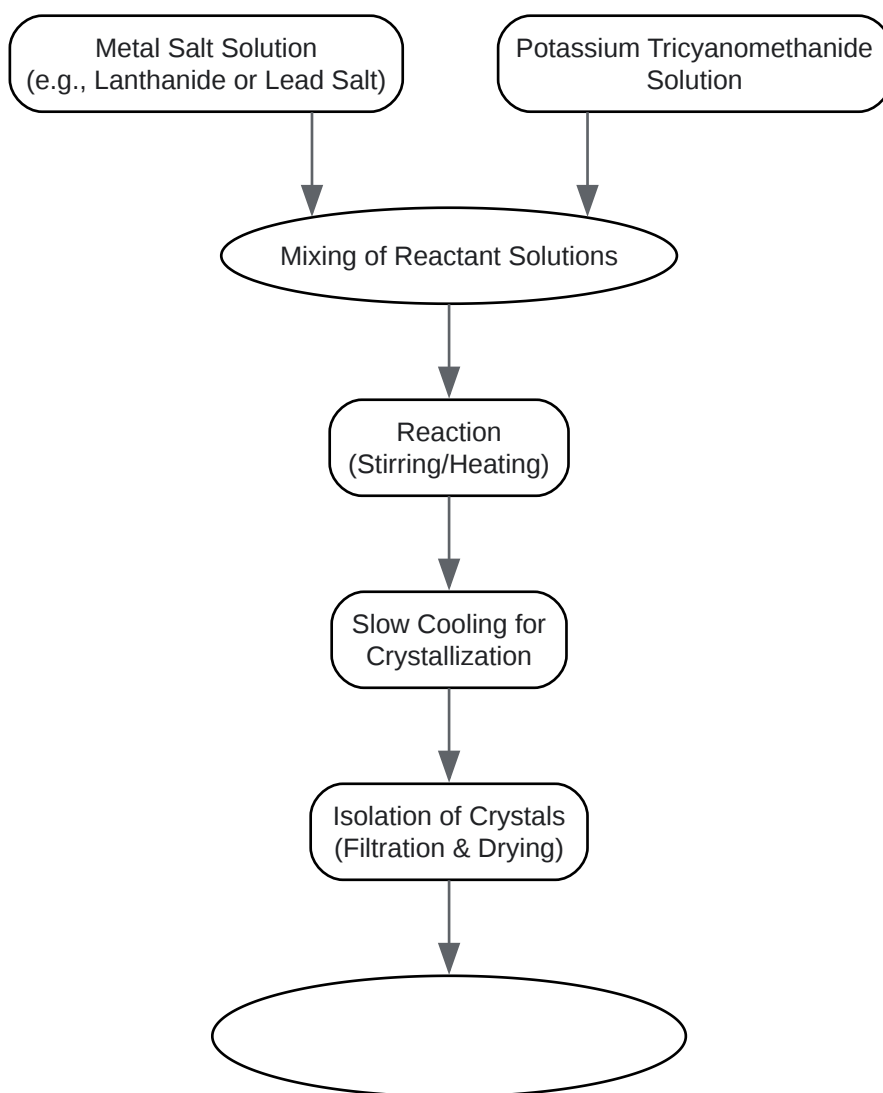 Metal Salt Solution
(e.g., Lanthanide or Lead Salt)
Potassium Tricyanomethanide
Solution
Mixing of Reactant Solutions
Reaction
(Stirring/Heating)
Slow Cooling for
Crystallization
Isolation of Crystals
(Filtration & Drying)